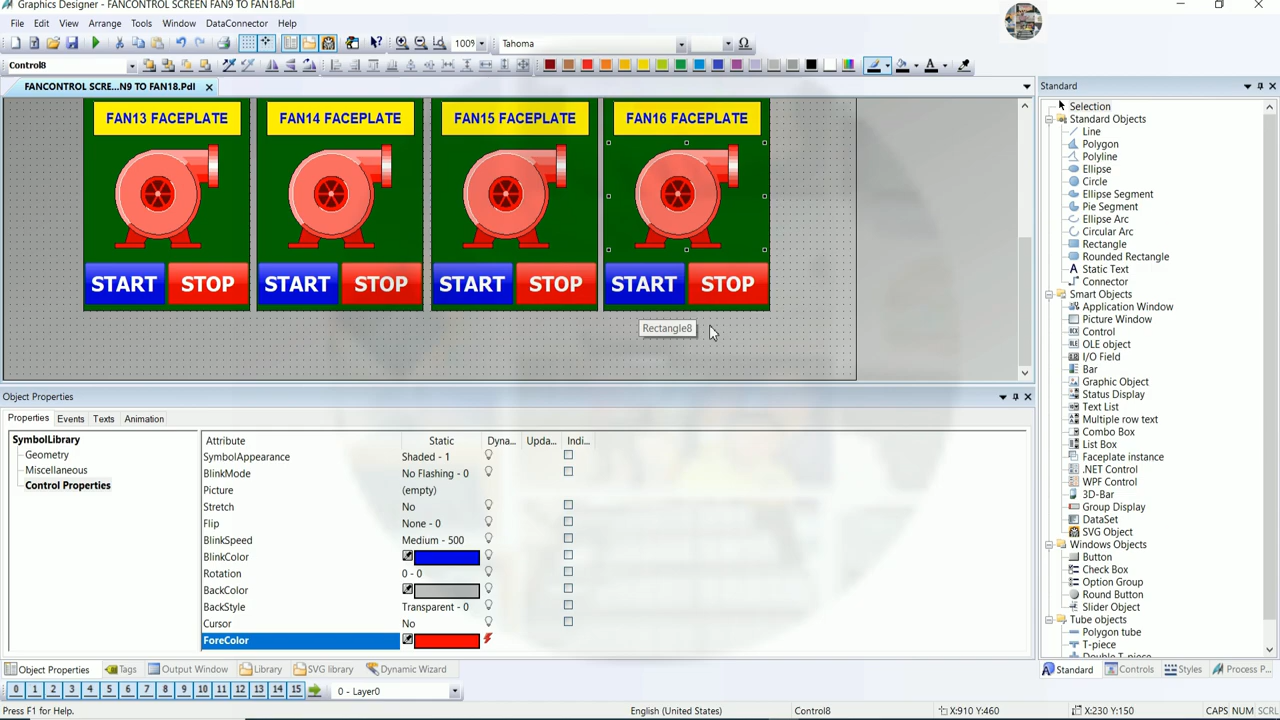 Graphics Designer - [FANCONTROL SCREEN FAN9 TO FAN18.Pdl]
File Edit View Arrange Tools Window DataConnector Help
100% Tahoma
Control8
FANCONTROL SCRE...N9 TO FAN18.Pdl
FAN13 FACEPLATE FAN14 FACEPLATE FAN15 FACEPLATE FAN16 FACEPLATE
START STOP START STOP START STOP START STOP
Rectangle8
Object Properties
Properties Events Texts Animation
SymbolLibrary
Geometry
Miscellaneous
Control Properties
Attribute Static Dyna... Upda... Indi...
SymbolAppearance Shaded - 1
BlinkMode No Flashing - 0
Picture (empty)
Stretch No
Flip None - 0
BlinkSpeed Medium - 500
BlinkColor
Rotation 0 - 0
BackColor
BackStyle Transparent - 0
Cursor No
ForeColor
Object Properties Tags Output Window Library SVG library Dynamic Wizard
0 1 2 3 4 5 6 7 8 9 10 11 12 13 14 15 0 - Layer0
Standard
Selection
Standard Objects
Line
Polygon
Polyline
Ellipse
Circle
Ellipse Segment
Pie Segment
Ellipse Arc
Circular Arc
Rectangle
Rounded Rectangle
Static Text
Connector
Smart Objects
Application Window
Picture Window
Control
OLE object
I/O Field
Bar
Graphic Object
Status Display
Text List
Multiple row text
Combo Box
List Box
Faceplate instance
.NET Control
WPF Control
3D-Bar
Group Display
DataSet
SVG Object
Windows Objects
Button
Check Box
Option Group
Round Button
Slider Object
Tube objects
Polygon tube
T-piece
Double T-piece
Standard Controls Styles Process P...
Press F1 for Help. English (United States) Control8 X:910 Y:460 X:230 Y:150 CAPS NUM SCRL